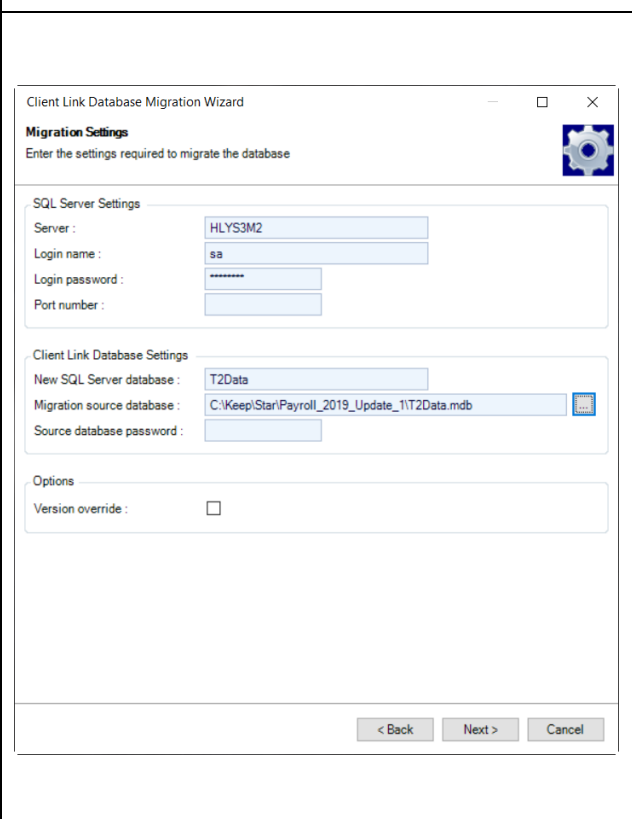 Client Link Database Migration Wizard
Migration Settings
Enter the settings required to migrate the database
SQL Server Settings
Server : HLYS3M2
Login name : sa
Login password : ********
Port number :
Client Link Database Settings
New SQL Server database : T2Data
Migration source database : C:\Keep\Star\Payroll_2019_Update_1\T2Data.mdb ...
Source database password :
Options
Version override :
< Back Next > Cancel